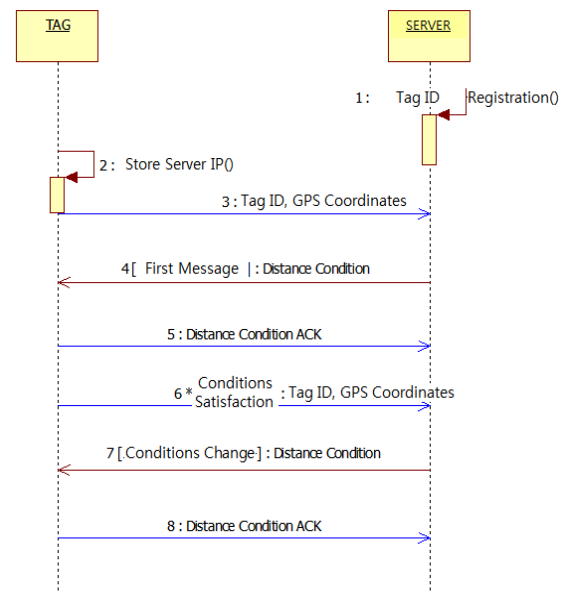 TAG
SERVER
1: Tag ID Registration()
2: Store Server IP()
3 : Tag ID, GPS Coordinates
4[ First Message | : Distance Condition
5 : Distance Condition ACK
6 * Conditions Satisfaction : Tag ID, GPS Coordinates
7 [.Conditions Change·] : Distance Condition
8 : Distance Condition ACK